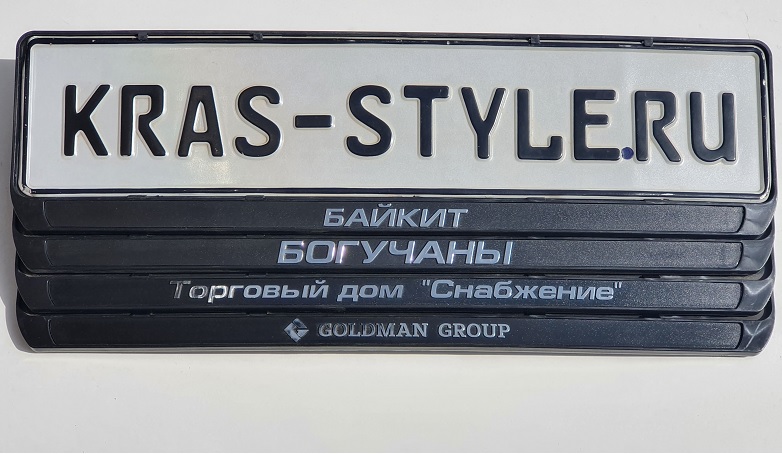 KRAS-STYLE.RU
БАЙКИТ
БОГУЧАНЫ
Торговый дом "Снабжение"
GOLDMAN GROUP